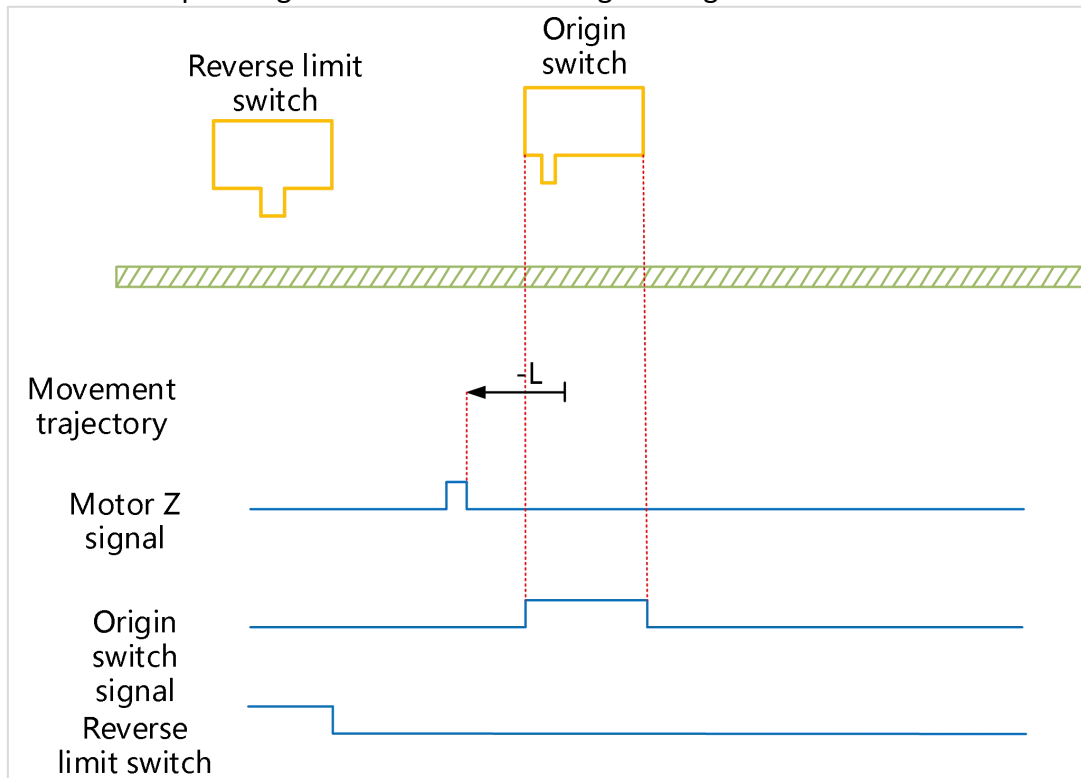 Origin
switch
Reverse limit
switch
-L
Movement
trajectory
Motor Z
signal
Origin
switch
signal
Reverse
limit switch